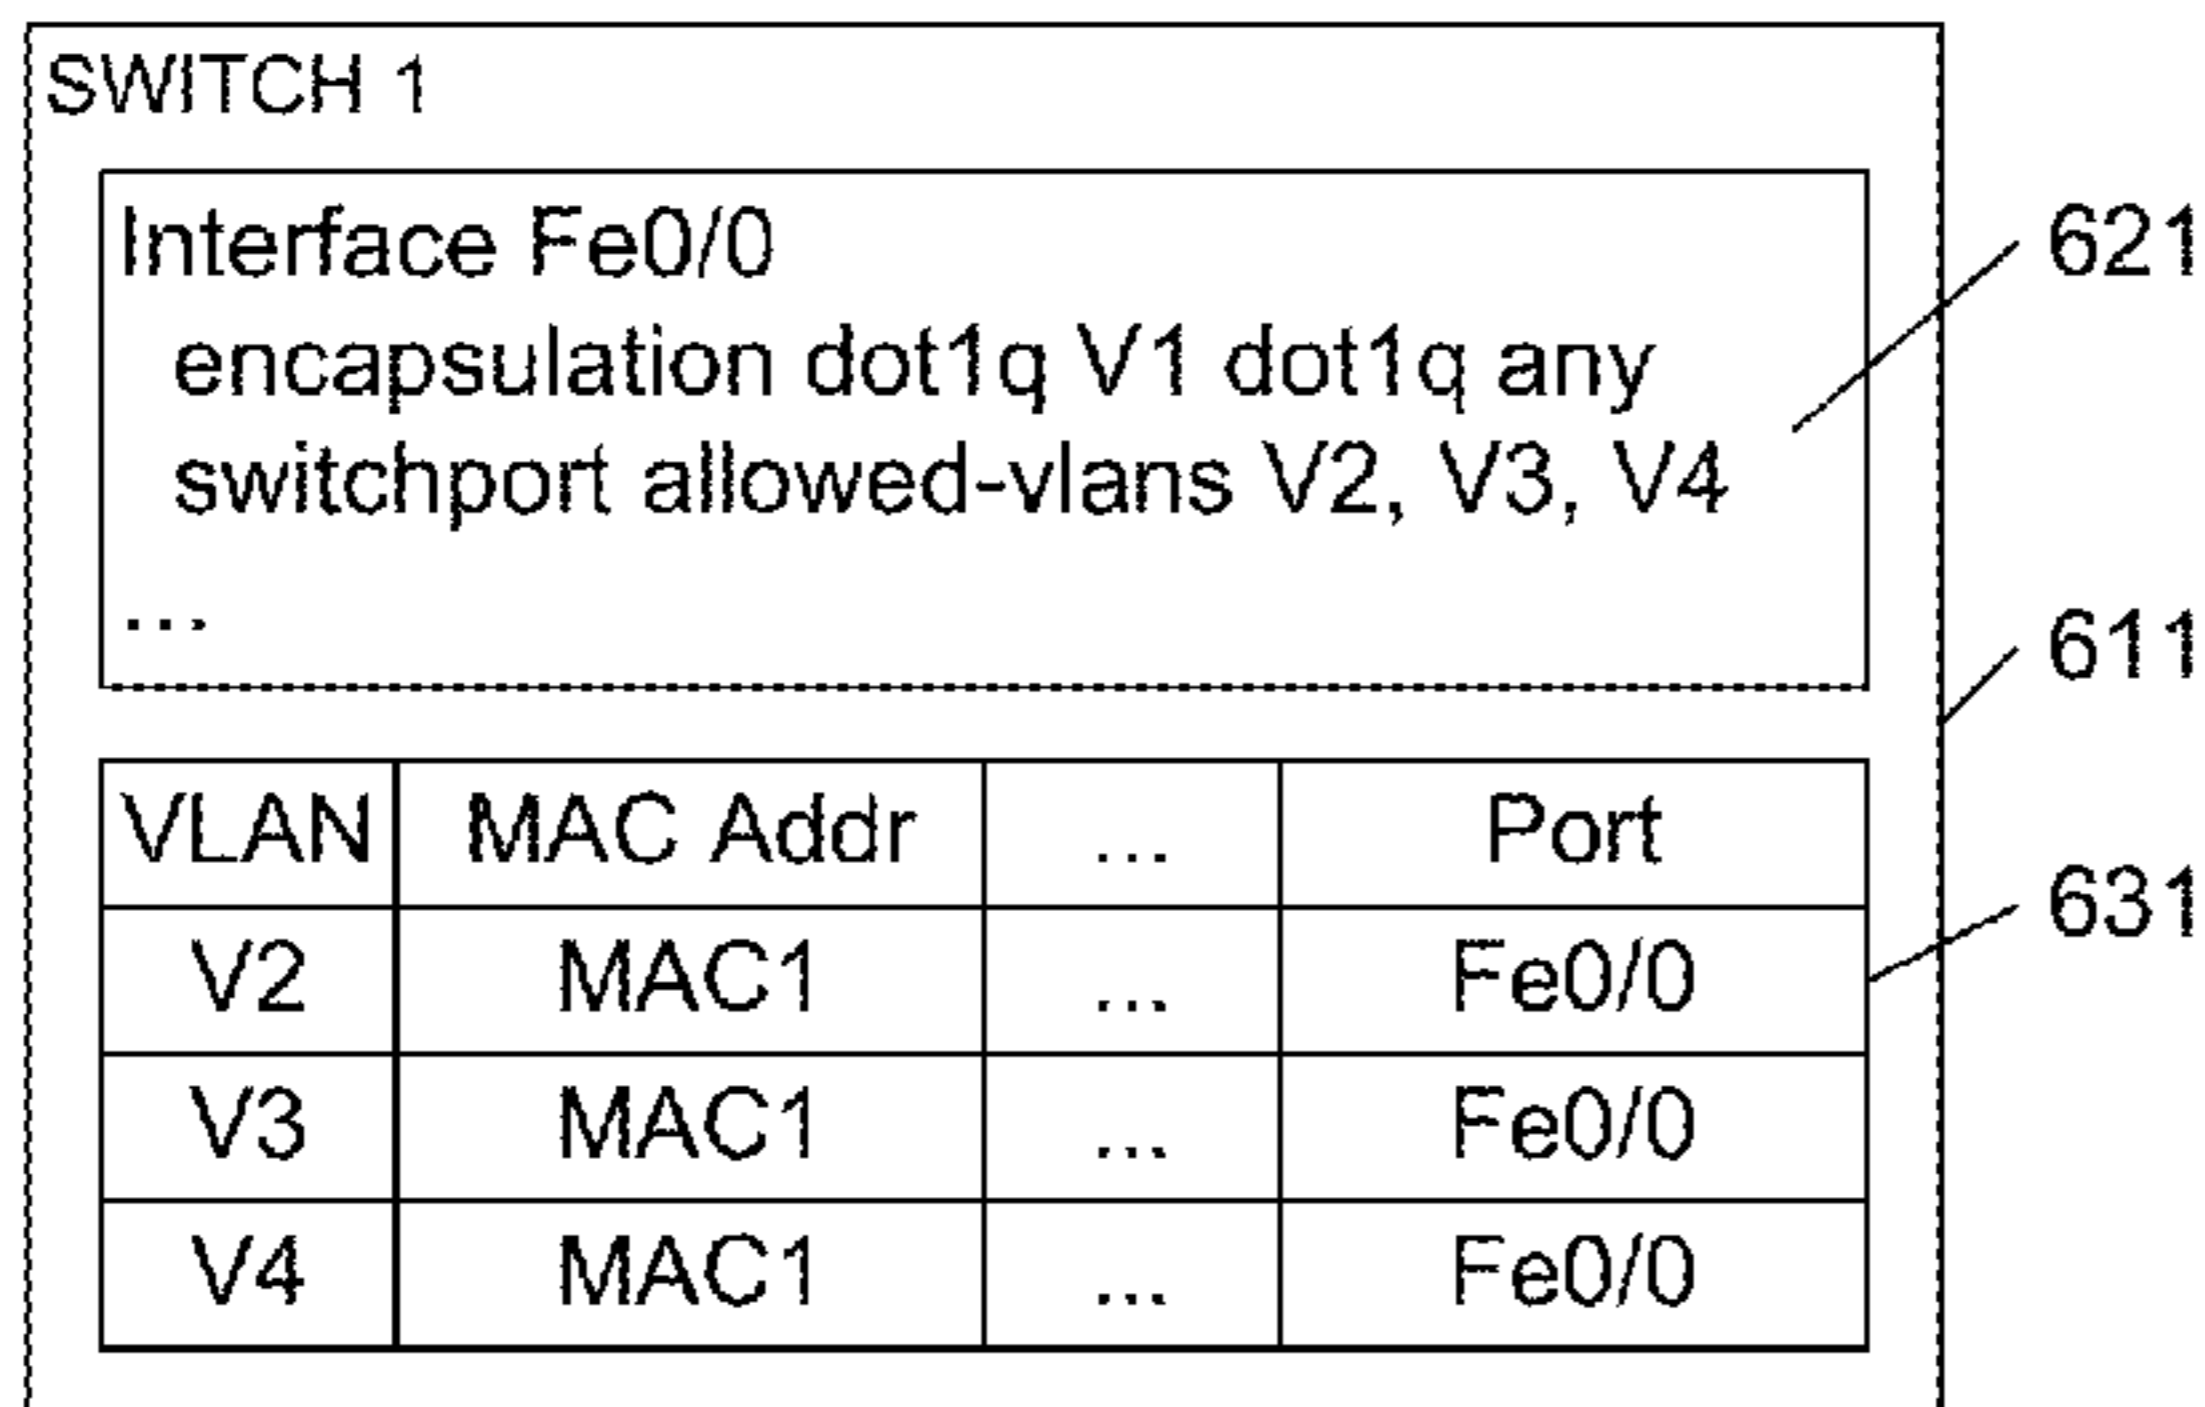 SWITCH 1
Interface Fe0/0
621
encapsulation dot1q V1 dot1q any
switchport allowed-vlans V2, V3, V4
...
611
VLAN MAC Addr ... Port
631
V2 MAC1 ... Fe0/0
V3 MAC1 ... Fe0/0
V4 MAC1 ... Fe0/0